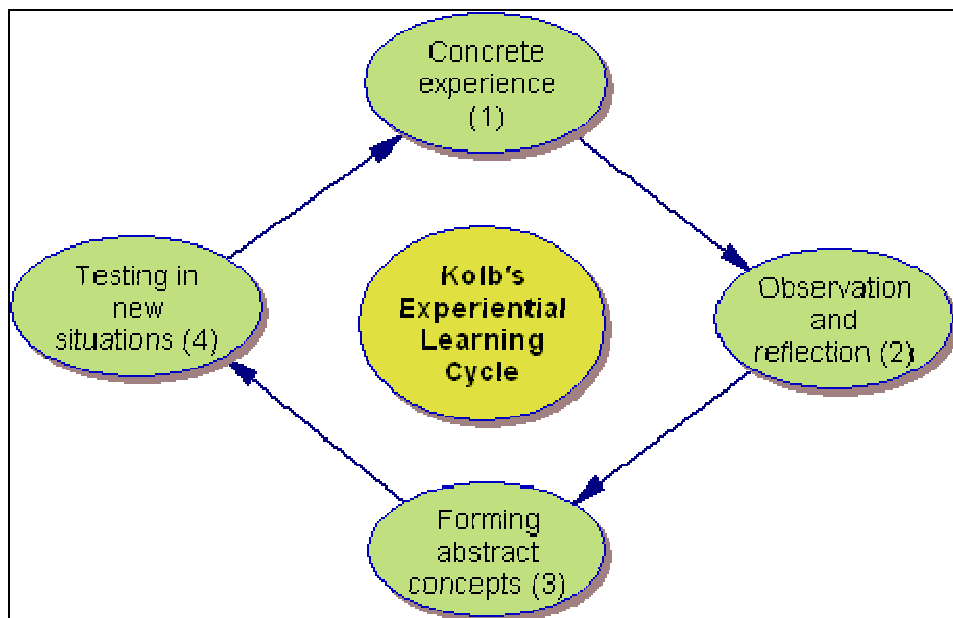 Concrete
experience
(1)
Testing in
new
situations (4)
Kolb's
Experiential
Learning
Cycle
Observation
and
reflection (2)
Forming
abstract
concepts (3)